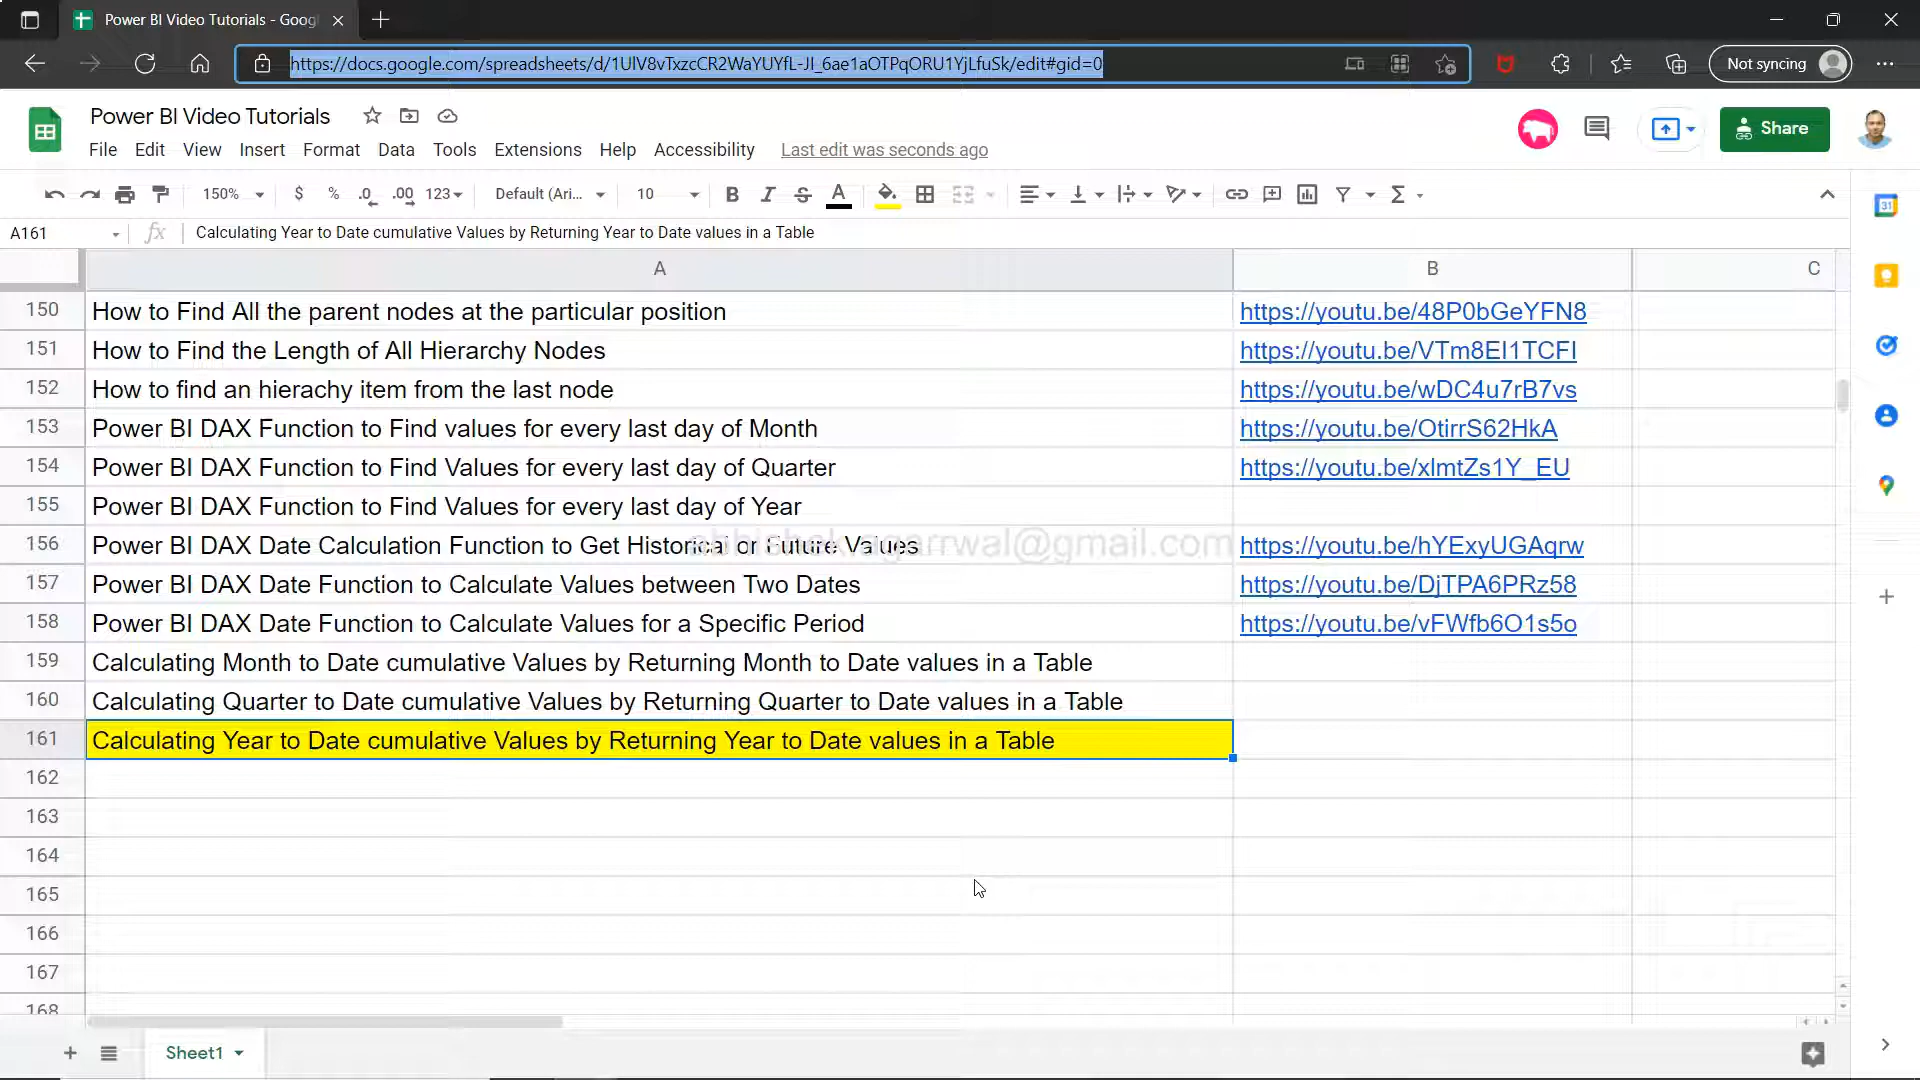 Power BI Video Tutorials - Goog
https://docs.google.com/spreadsheets/d/1UlV8vTxzcCR2WaYUYfL-JI_6ae1aOTPqORU1YjLfuSk/edit#gid=0
Not syncing
Power BI Video Tutorials
File Edit View Insert Format Data Tools Extensions Help Accessibility Last edit was seconds ago
Share
150% $ % .0 .00 123 Default (Ari... 10 B I S A Σ
31
A161 fx Calculating Year to Date cumulative Values by Returning Year to Date values in a Table
A B C
150 How to Find All the parent nodes at the particular position https://youtu.be/48P0bGeYFN8
151 How to Find the Length of All Hierarchy Nodes https://youtu.be/VTm8EI1TCFI
152 How to find an hierachy item from the last node https://youtu.be/wDC4u7rB7vs
153 Power BI DAX Function to Find values for every last day of Month https://youtu.be/OtirrS62HkA
154 Power BI DAX Function to Find Values for every last day of Quarter https://youtu.be/xlmtZs1Y_EU
155 Power BI DAX Function to Find Values for every last day of Year
156 Power BI DAX Date Calculation Function to Get Historical or Future Values https://youtu.be/hYExyUGAqrw
abhishekvagarrwal@gmail.com
157 Power BI DAX Date Function to Calculate Values between Two Dates https://youtu.be/DjTPA6PRz58
158 Power BI DAX Date Function to Calculate Values for a Specific Period https://youtu.be/vFWfb6O1s5o
159 Calculating Month to Date cumulative Values by Returning Month to Date values in a Table
160 Calculating Quarter to Date cumulative Values by Returning Quarter to Date values in a Table
161 Calculating Year to Date cumulative Values by Returning Year to Date values in a Table
162
163
164
165
166
167
168
Sheet1